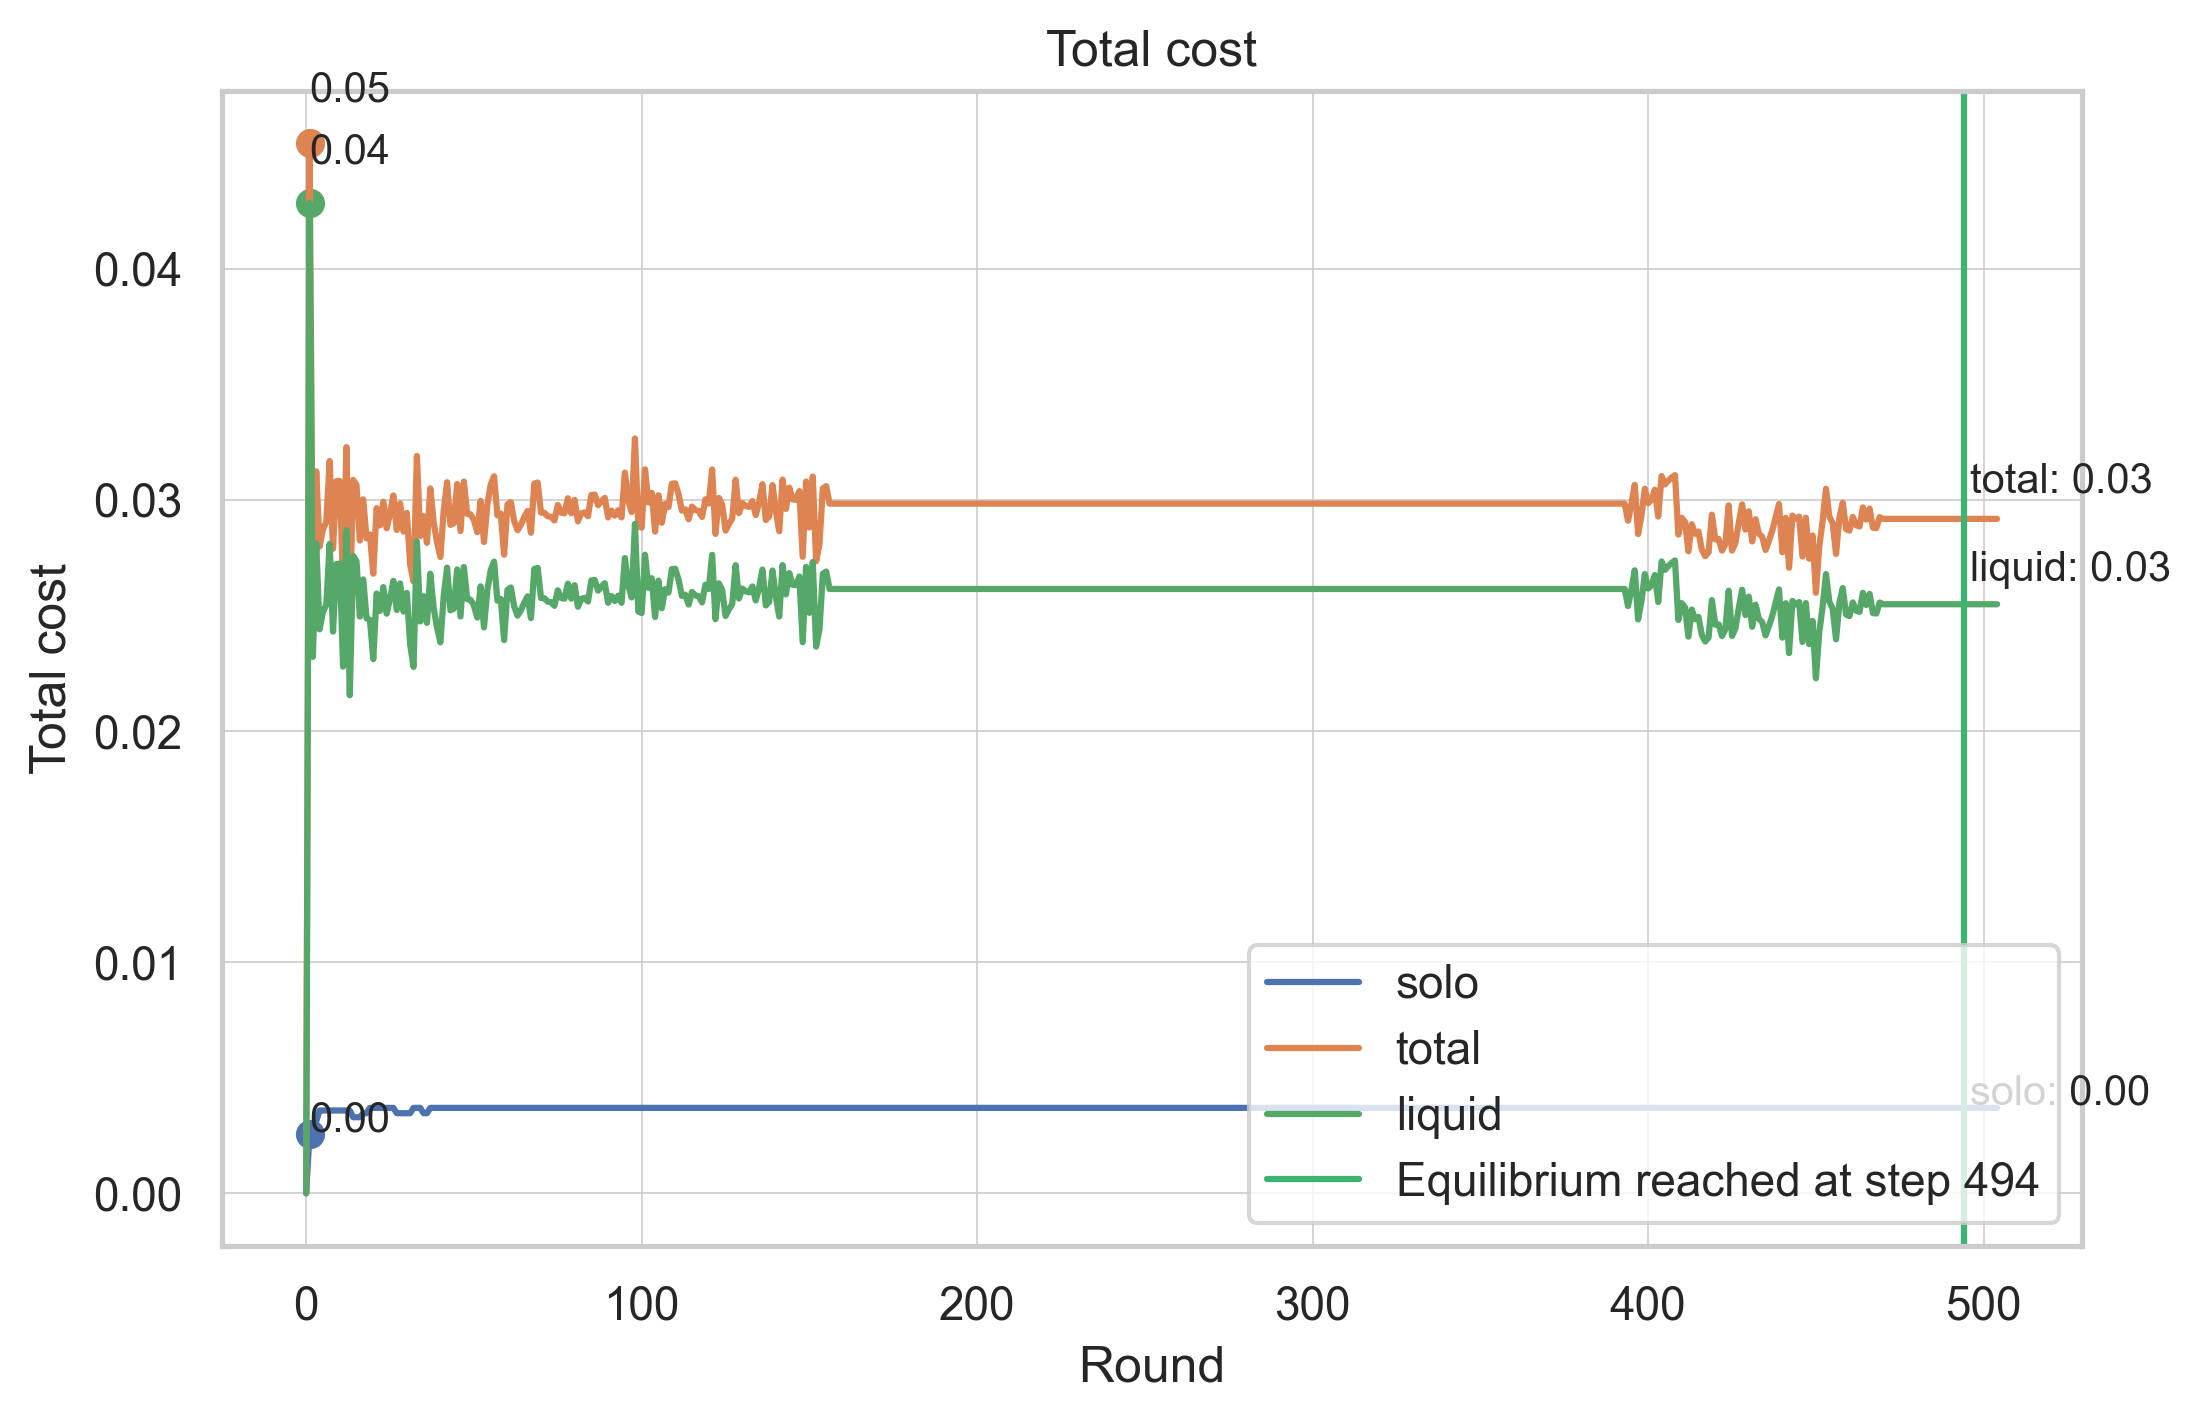 Total cost
0.05
0.04
0.04
0.03
0.02
0.01
0.00
Total cost
total: 0.03
liquid: 0.03
solo: 0.00
0.00
solo
total
liquid
Equilibrium reached at step 494
0
100
200
300
400
500
Round